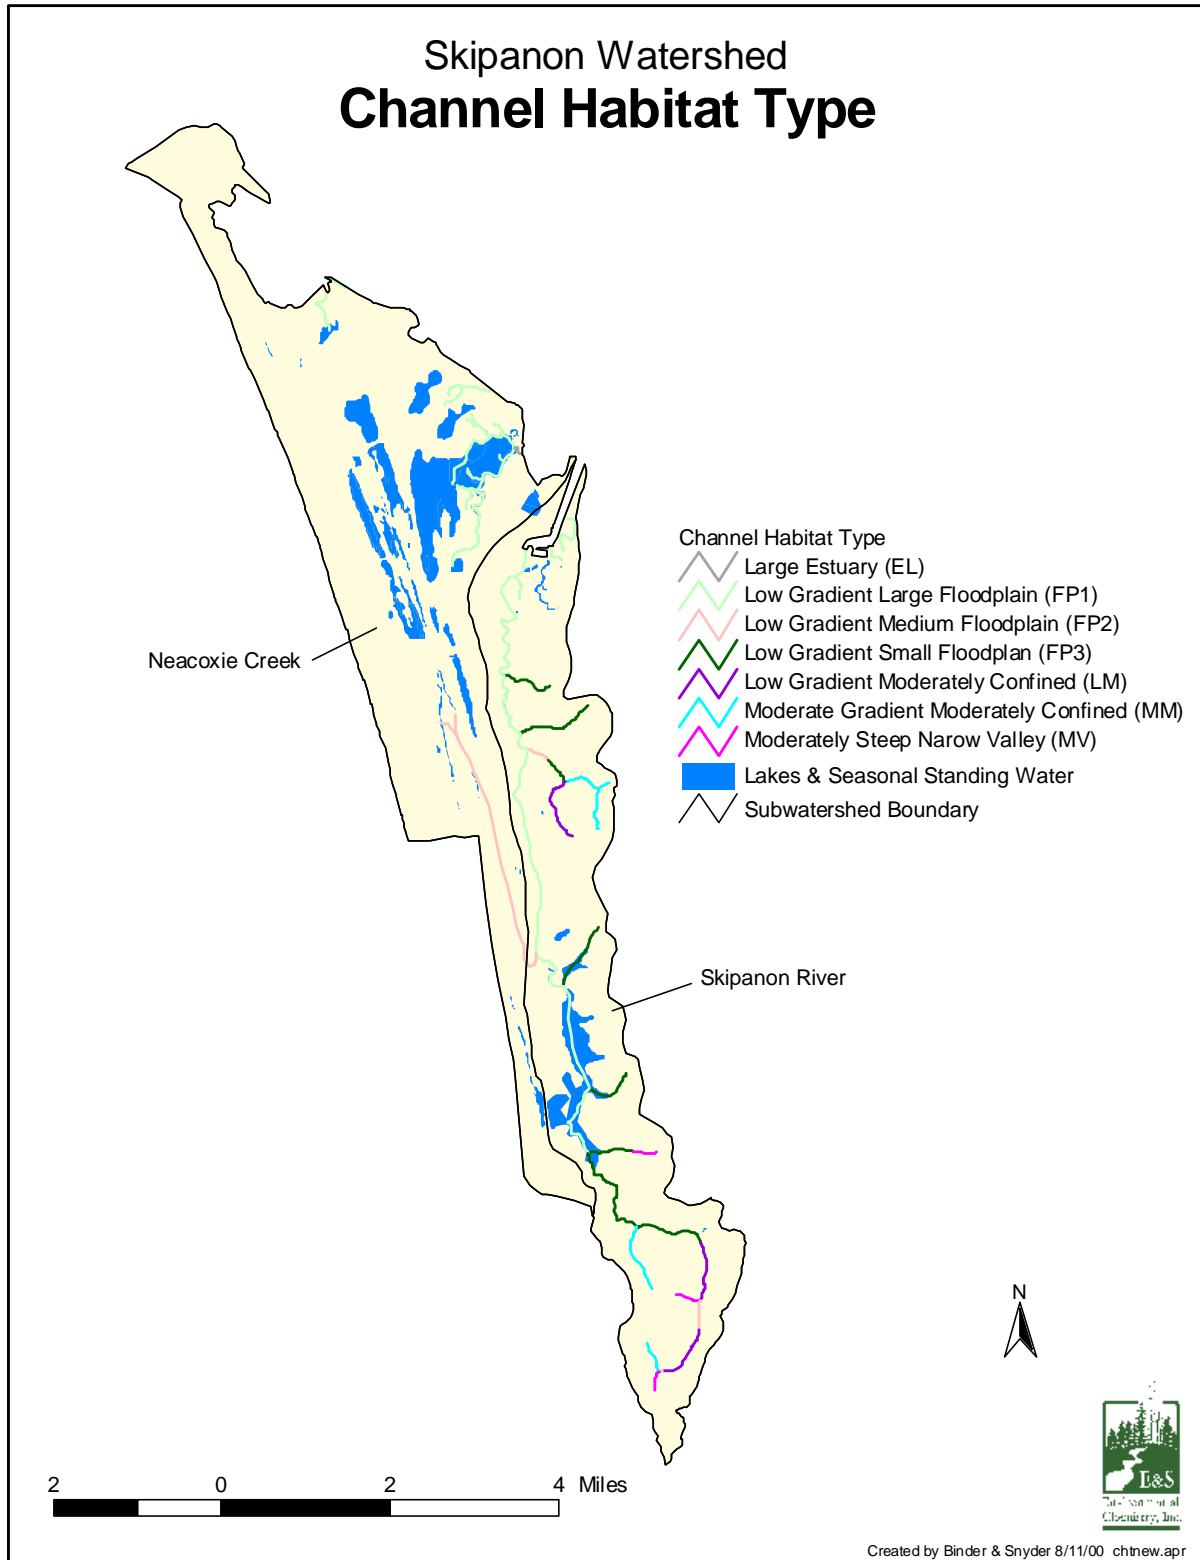 Skipanon Watershed
Channel Habitat Type
Channel Habitat Type
Large Estuary (EL)
Low Gradient Large Floodplain (FP1)
Low Gradient Medium Floodplain (FP2)
Low Gradient Small Floodplan (FP3)
Low Gradient Moderately Confined (LM)
Moderate Gradient Moderately Confined (MM)
Moderately Steep Narow Valley (MV)
Lakes & Seasonal Standing Water
Subwatershed Boundary
Neacoxie Creek
Skipanon River
N
2 0 2 4 Miles
E&S
Environmental
Chemistry, Inc.
Created by Binder & Snyder 8/11/00 chtnew.apr